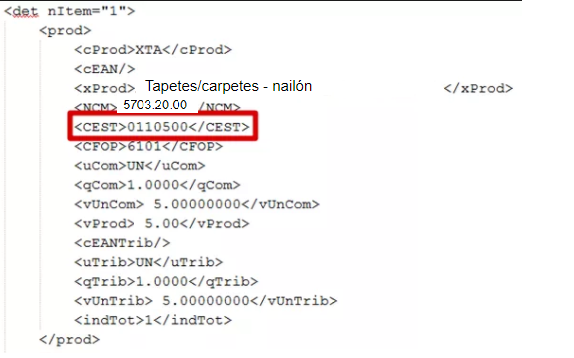 <det nItem="1">
<prod>
<cProd>XTA</cProd>
<cEAN/>
<xProd> Tapetes/carpetes - nailón </xProd>
<NCM> 5703.20.00 /NCM>
<CEST>0110500</CEST>
<CFOP>6101</CFOP>
<uCom>UN</uCom>
<qCom>1.0000</qCom>
<vUnCom> 5.00000000</vUnCom>
<vProd> 5.00</vProd>
<cEANTrib/>
<uTrib>UN</uTrib>
<qTrib>1.0000</qTrib>
<vUnTrib> 5.00000000</vUnTrib>
<indTot>1</indTot>
</prod>